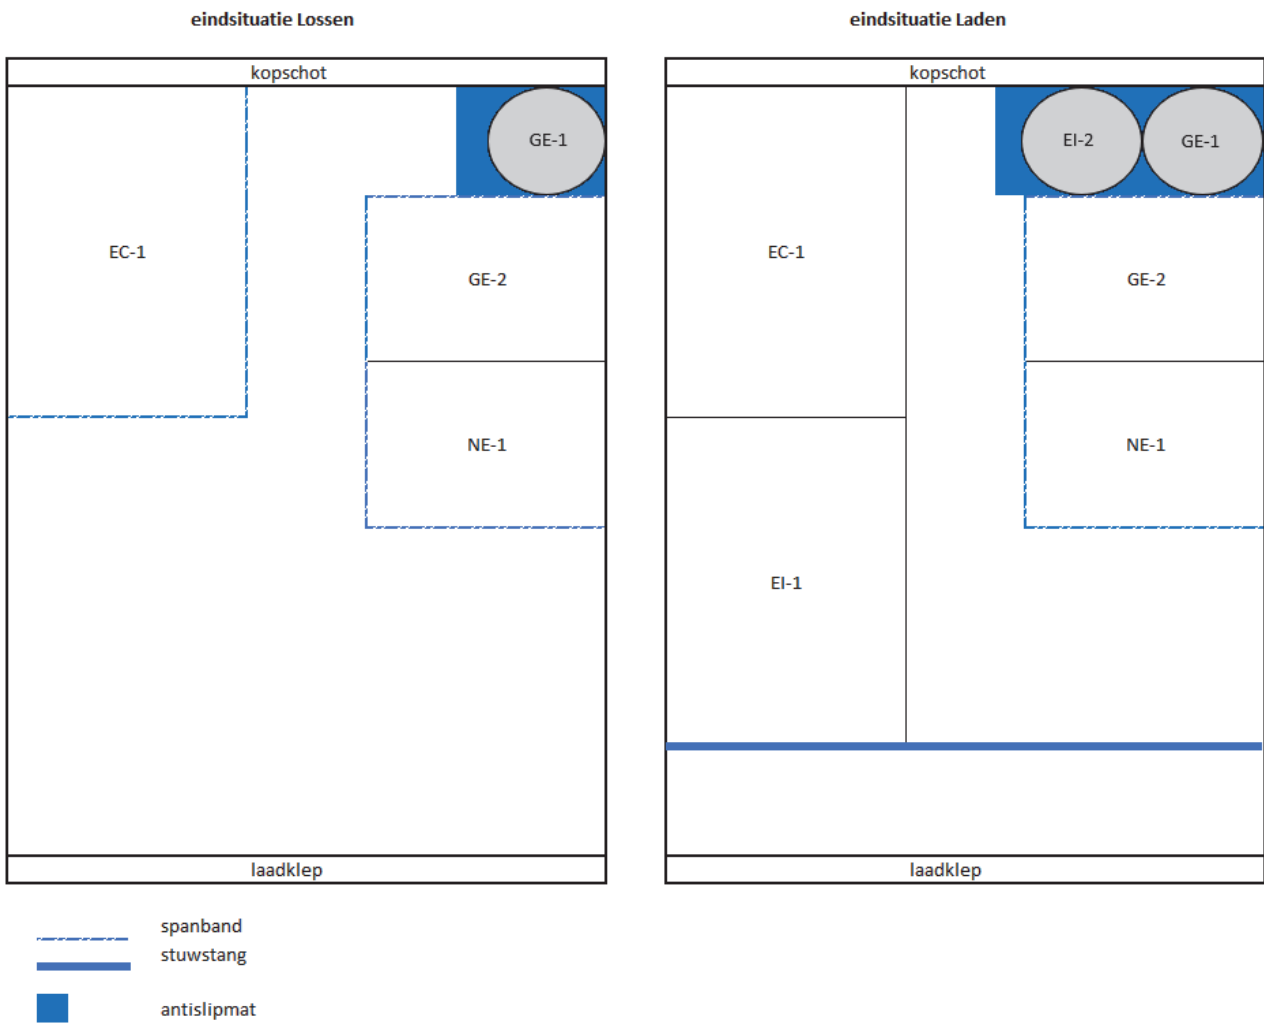 eindsituatie Lossen
kopschot
GE-1
EC-1
GE-2
NE-1
laadklep
eindsituatie Laden
kopschot
EI-2
GE-1
EC-1
GE-2
NE-1
EI-1
laadklep
spanband
stuwstang
antislipmat